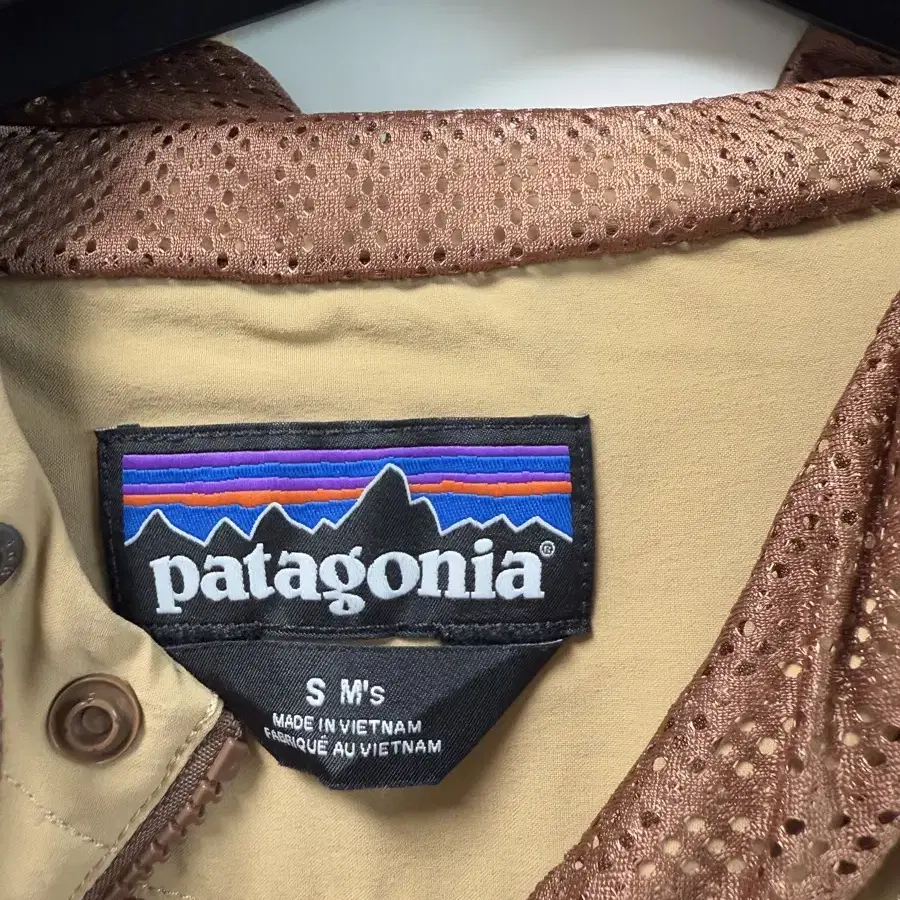 patagonia®
S M's
MADE IN VIETNAM
FABRIQUÉ AU VIETNAM